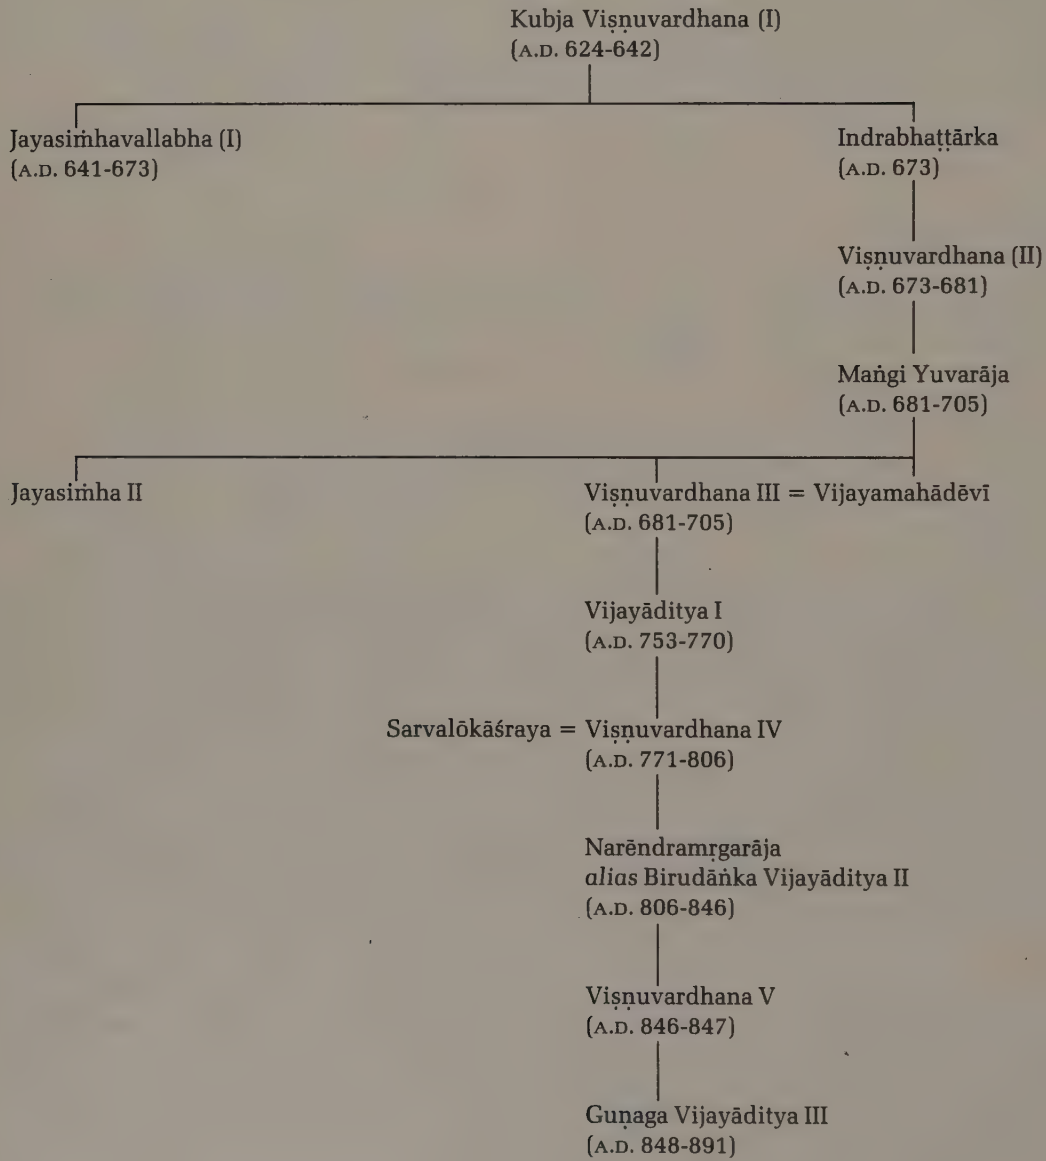 Kubja Viṣṇuvardhana (I)
(A.D. 624-642)
Jayasiṁhavallabha (I)
(A.D. 641-673)
Indrabhaṭṭārka
(A.D. 673)
Viṣṇuvardhana (II)
(A.D. 673-681)
Maṅgi Yuvarāja
(A.D. 681-705)
Jayasiṁha II
Viṣṇuvardhana III = Vijayamahādēvī
(A.D. 681-705)
Vijayāditya I
(A.D. 753-770)
Sarvalōkāśraya = Viṣṇuvardhana IV
(A.D. 771-806)
Narēndramṛgarāja
alias Birudāṅka Vijayāditya II
(A.D. 806-846)
Viṣṇuvardhana V
(A.D. 846-847)
Guṇaga Vijayāditya III
(A.D. 848-891)